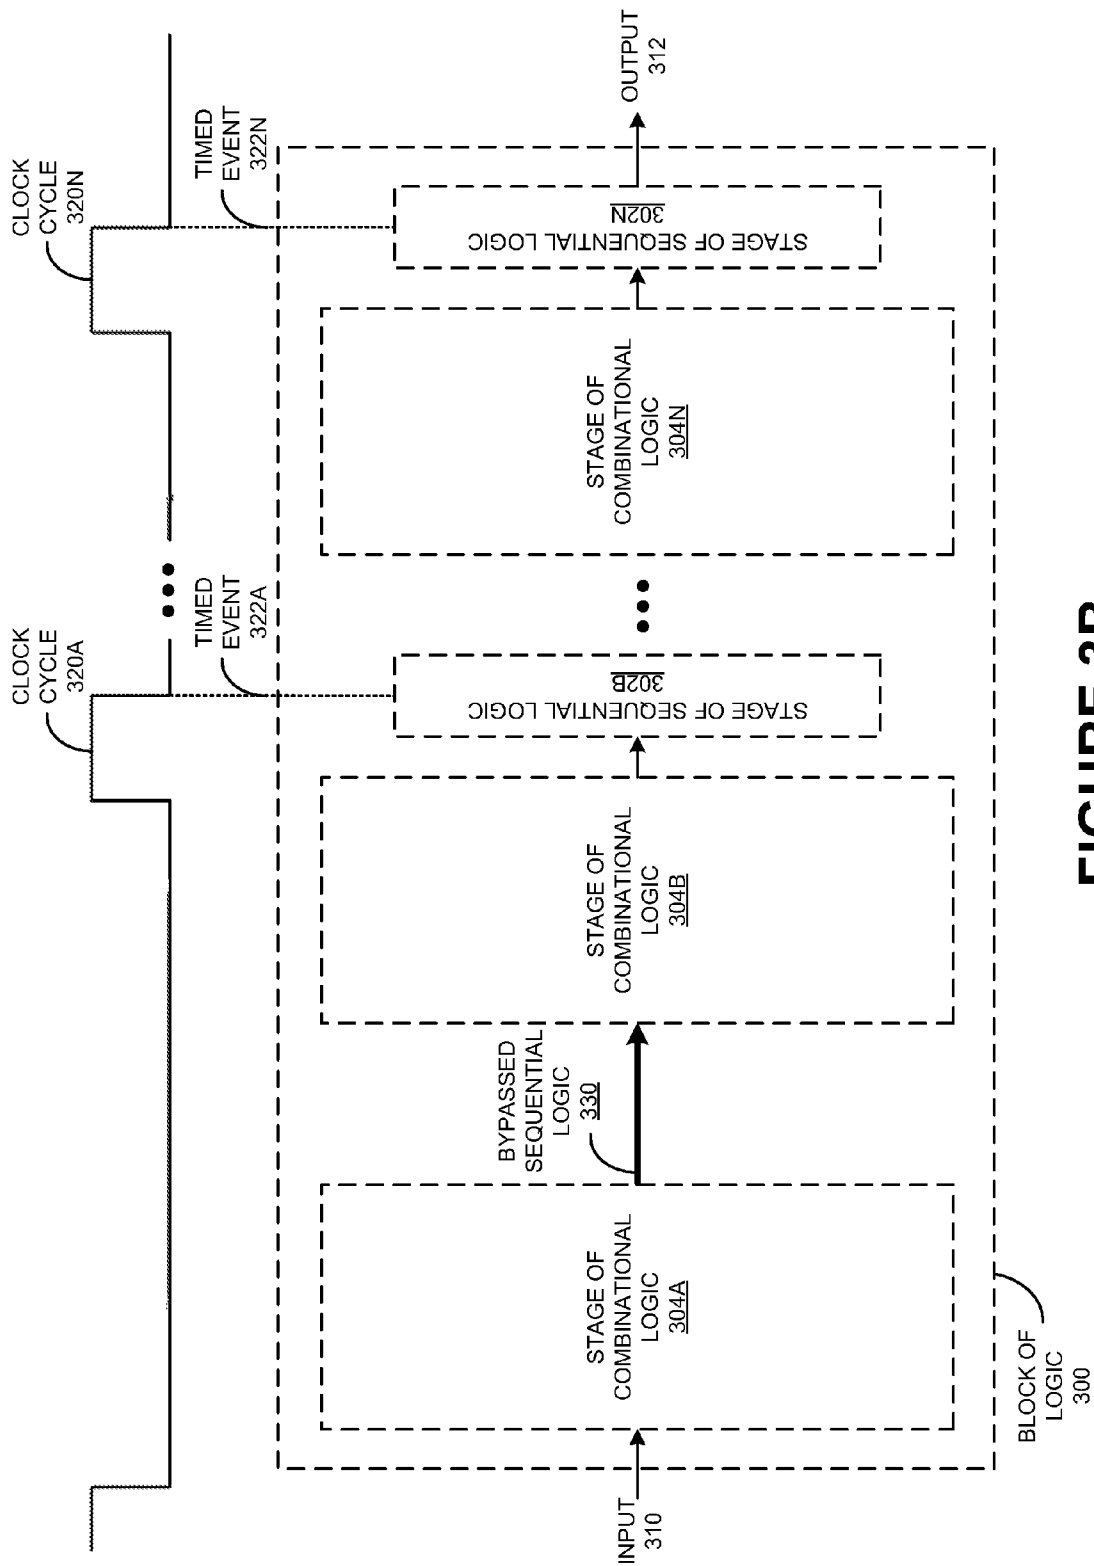 CLOCK
CYCLE
320A
CLOCK
CYCLE
320N
TIMED
EVENT
322A
TIMED
EVENT
322N
INPUT
310
STAGE OF
COMBINATIONAL
LOGIC
304A
BYPASSED
SEQUENTIAL
LOGIC
330
STAGE OF
COMBINATIONAL
LOGIC
304B
STAGE OF SEQUENTIAL LOGIC
302B
STAGE OF
COMBINATIONAL
LOGIC
304N
STAGE OF SEQUENTIAL LOGIC
302N
OUTPUT
312
BLOCK OF
LOGIC
300